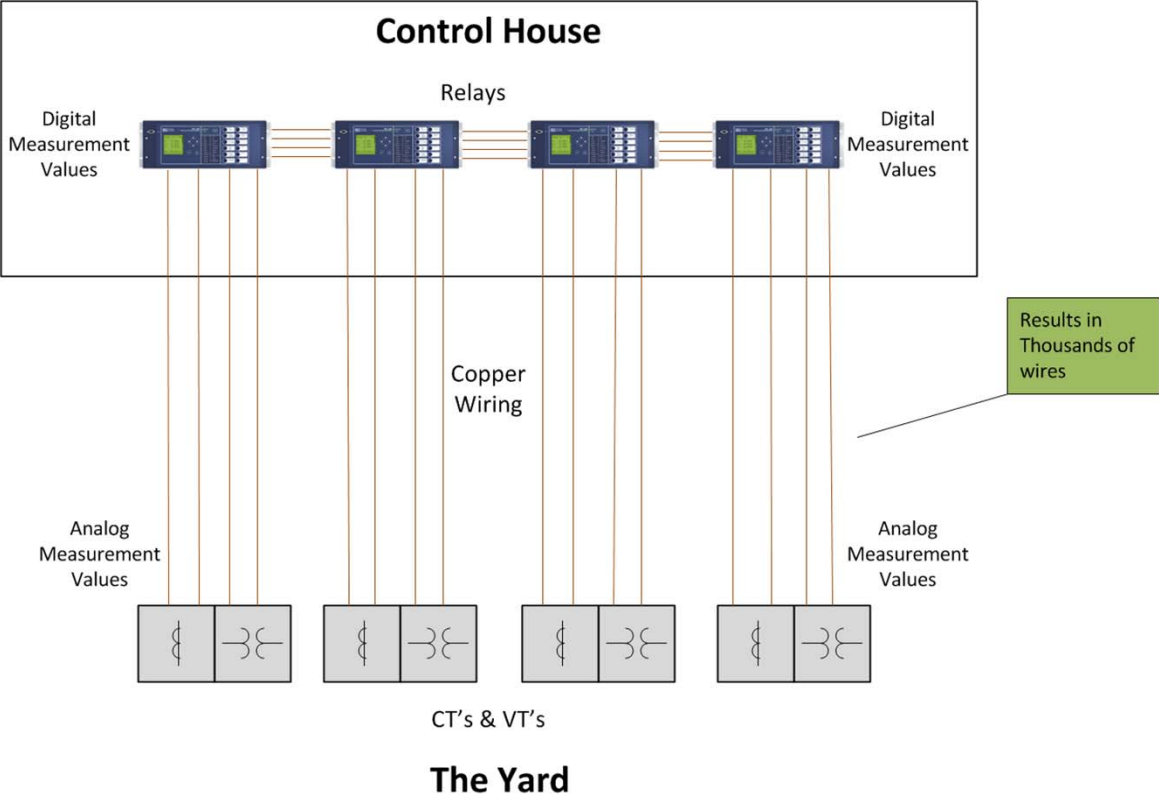 Control House
Relays
Digital
Measurement
Values
Digital
Measurement
Values
Results in
Thousands of
wires
Copper
Wiring
Analog
Measurement
Values
Analog
Measurement
Values
CT’s & VT’s
The Yard